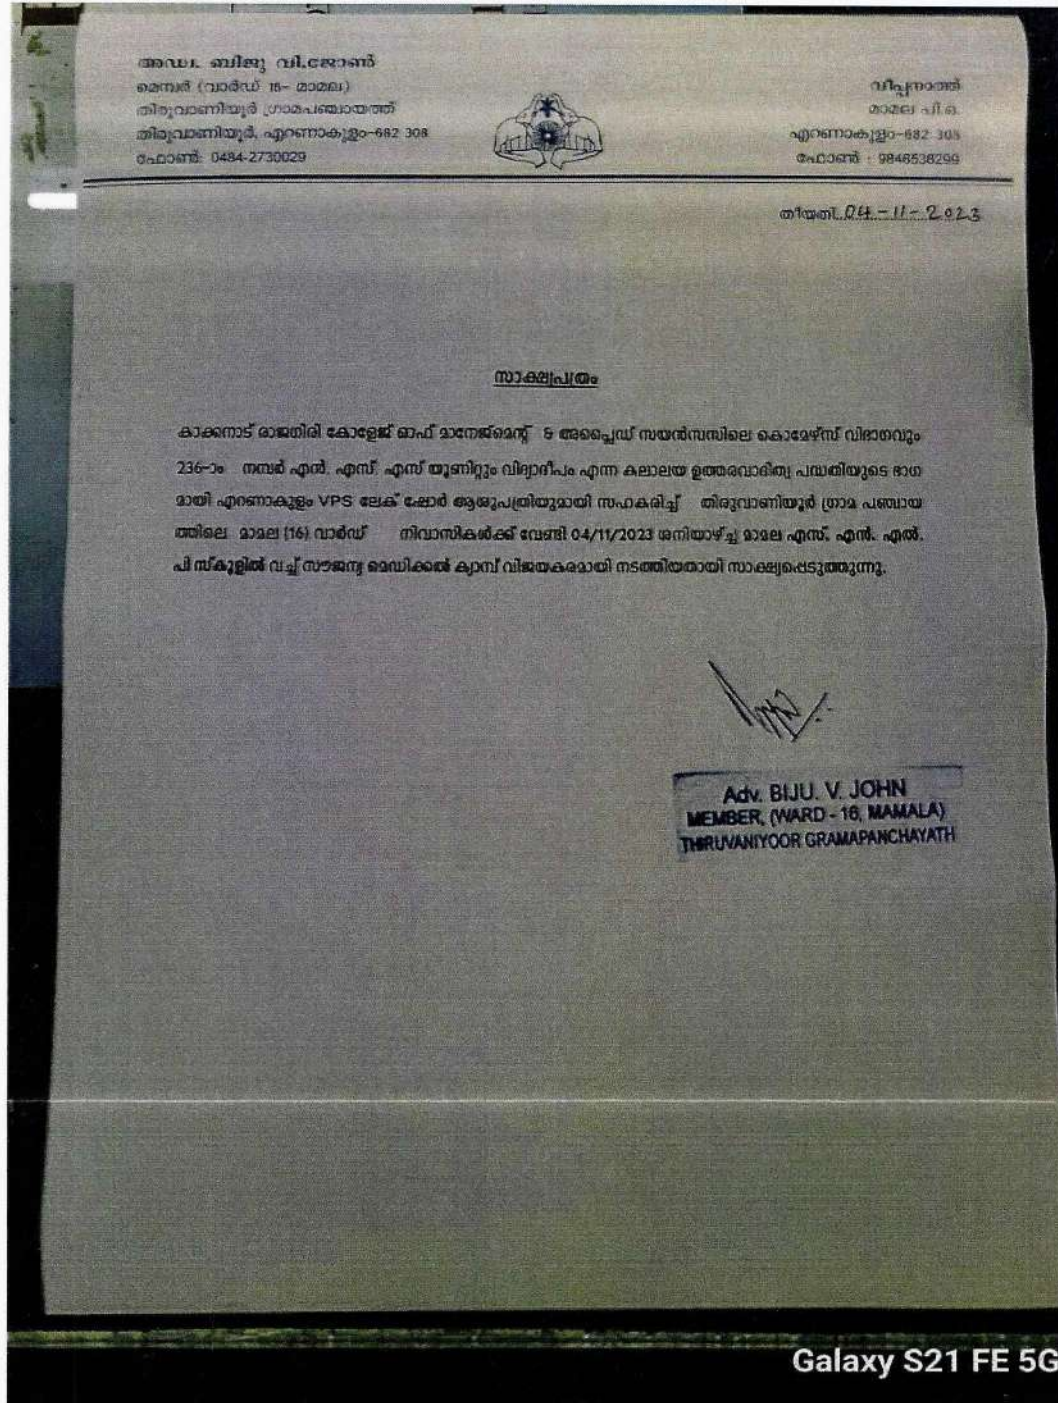 അഡ്വ. ബിജു വി.ജോൺ
മെമ്പർ (വാർഡ് 16- മാമല)
തിരുവാണിയൂർ ഗ്രാമപഞ്ചായത്ത്
തിരുവാണിയൂർ, എറണാകുളം-682 308
ഫോൺ: 0484-2730029
വീപ്പനാത്ത്
മാമല പി.ഒ.
എറണാകുളം-682 305
ഫോൺ : 9846536299
തീയതി 04-11-2023
സാക്ഷ്യപത്രം
കാക്കനാട് രാജഗിരി കോളേജ് ഓഫ് മാനേജ്മെന്റ് & അപ്ലൈഡ് സയൻസസിലെ കൊമേഴ്സ് വിഭാഗവും
236-ാം നമ്പർ എൻ. എസ്. എസ് യൂണിറ്റും വിദ്യാദീപം എന്ന കലാലയ ഉത്തരവാദിത്വ പദ്ധതിയുടെ ഭാഗ
മായി എറണാകുളം VPS ലേക് ഷോർ ആശുപത്രിയുമായി സഹകരിച്ച് തിരുവാണിയൂർ ഗ്രാമ പഞ്ചായ
ത്തിലെ മാമല (16) വാർഡ് നിവാസികൾക്ക് വേണ്ടി 04/11/2023 ശനിയാഴ്ച്ച മാമല എസ്. എൻ. എൽ.
പി സ്കൂളിൽ വച്ച് സൗജന്യ മെഡിക്കൽ ക്യാമ്പ് വിജയകരമായി നടത്തിയതായി സാക്ഷ്യപ്പെടുത്തുന്നു.
Adv. BIJU. V. JOHN
MEMBER, (WARD - 16, MAMALA)
THIRUVANIYOOR GRAMAPANCHAYATH
Galaxy S21 FE 5G